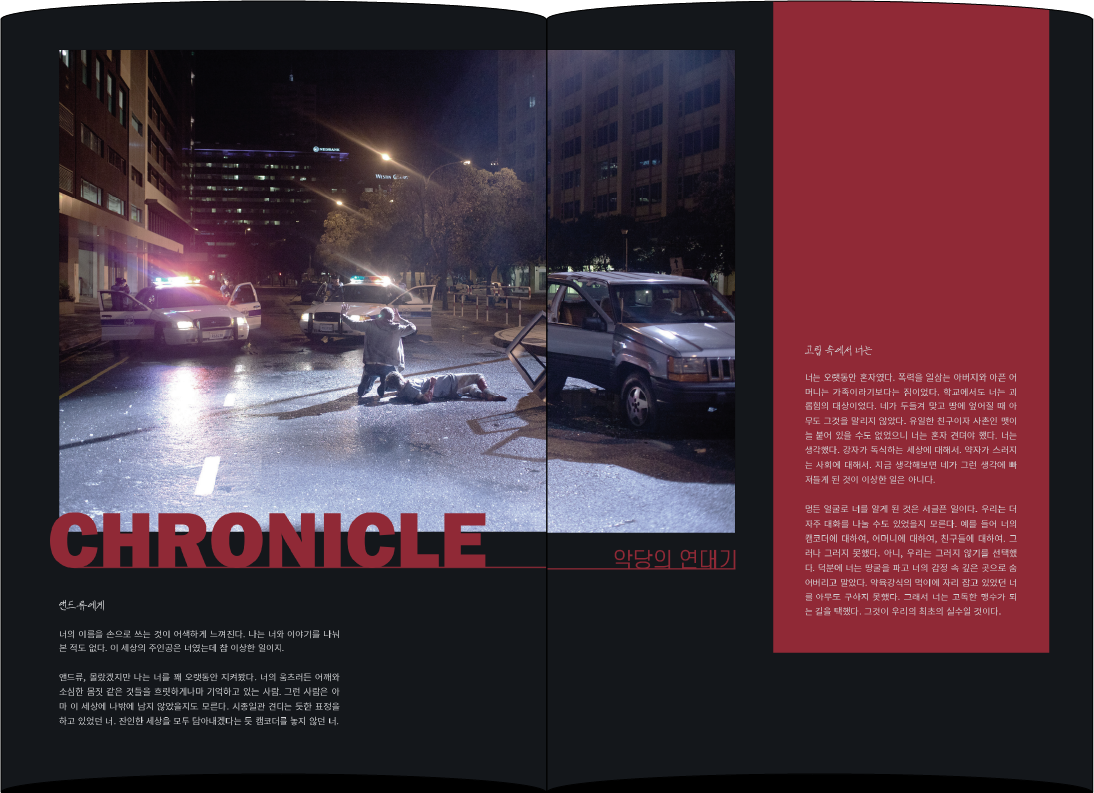 NEDBANK
CHRONICLE
악당의 연대기
앤드류에게
너의 이름을 손으로 쓰는 것이 어색하게 느껴진다. 나는 너와 이야기를 나눠
본 적도 없다. 이 세상의 주인공은 너였는데 참 이상한 일이지.
앤드류, 몰랐겠지만 나는 너를 꽤 오랫동안 지켜봤다. 너의 움츠러든 어깨와
소심한 몸짓 같은 것들을 흐릿하게나마 기억하고 있는 사람. 그런 사람은 아
마 이 세상에 나밖에 남지 않았을지도 모른다. 시종일관 견디는 듯한 표정을
하고 있었던 너. 잔인한 세상을 모두 담아내겠다는 듯 캠코더를 놓지 않던 너.
고립 속에서 너는
너는 오랫동안 혼자였다. 폭력을 일삼는 아버지와 아픈 어
머니는 가족이라기보다는 짐이었다. 학교에서도 너는 괴
롭힘의 대상이었다. 네가 두들겨 맞고 땅에 엎어질 때 아
무도 그것을 말리지 않았다. 유일한 친구이자 사촌인 맷이
늘 붙어 있을 수도 없었으니 너는 혼자 견뎌야 했다. 너는
생각했다. 강자가 독식하는 세상에 대해서. 약자가 스러지
는 사회에 대해서. 지금 생각해보면 네가 그런 생각에 빠
져들게 된 것이 이상한 일은 아니다.
멍든 얼굴로 너를 알게 된 것은 서글픈 일이다. 우리는 더
자주 대화를 나눌 수도 있었을지 모른다. 예를 들어 너의
캠코더에 대하여, 어머니에 대하여, 친구들에 대하여. 그
러나 그러지 못했다. 아니, 우리는 그러지 않기를 선택했
다. 덕분에 너는 땅굴을 파고 너의 감정 속 깊은 곳으로 숨
어버리고 말았다. 약육강식의 먹이에 자리 잡고 있었던 너
를 아무도 구하지 못했다. 그래서 너는 고독한 맹수가 되
는 길을 택했다. 그것이 우리의 최초의 실수일 것이다.